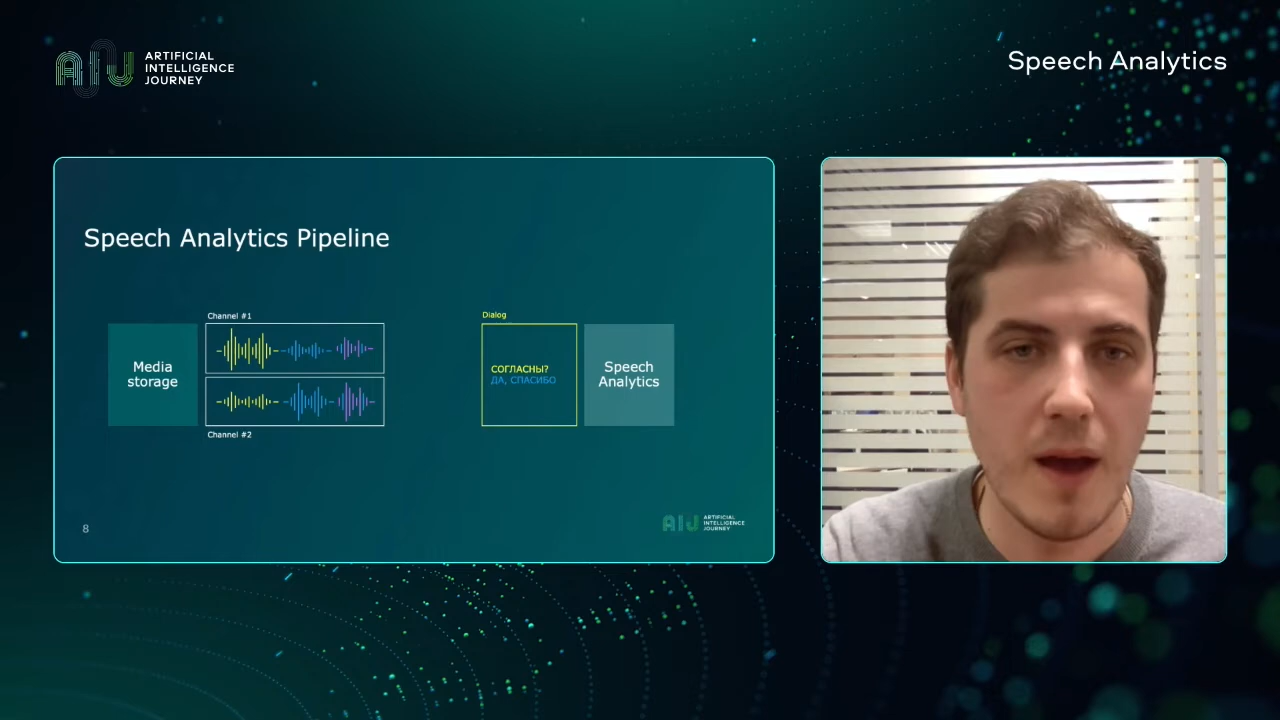 ARTIFICIAL
INTELLIGENCE
JOURNEY
Speech Analytics
Speech Analytics Pipeline
Channel #1
Media
storage
Channel #2
Dialog
СОГЛАСНЫ?
ДА, СПАСИБО
Speech
Analytics
8
AIJ
ARTIFICIAL
INTELLIGENCE
JOURNEY